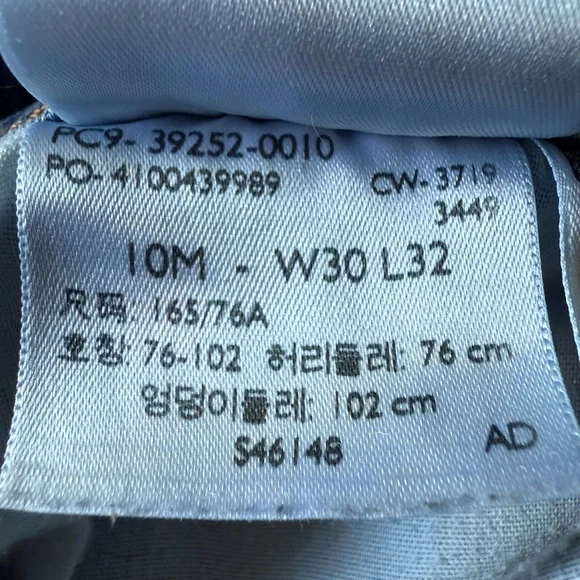 PC9- 39252-0010
PO- 4100439989 CW- 3719
3449
10M - W30 L32
尺码: 165/76A
호칭: 76-102 허리둘레: 76 cm
엉덩이둘레: 102 cm
S46148 AD